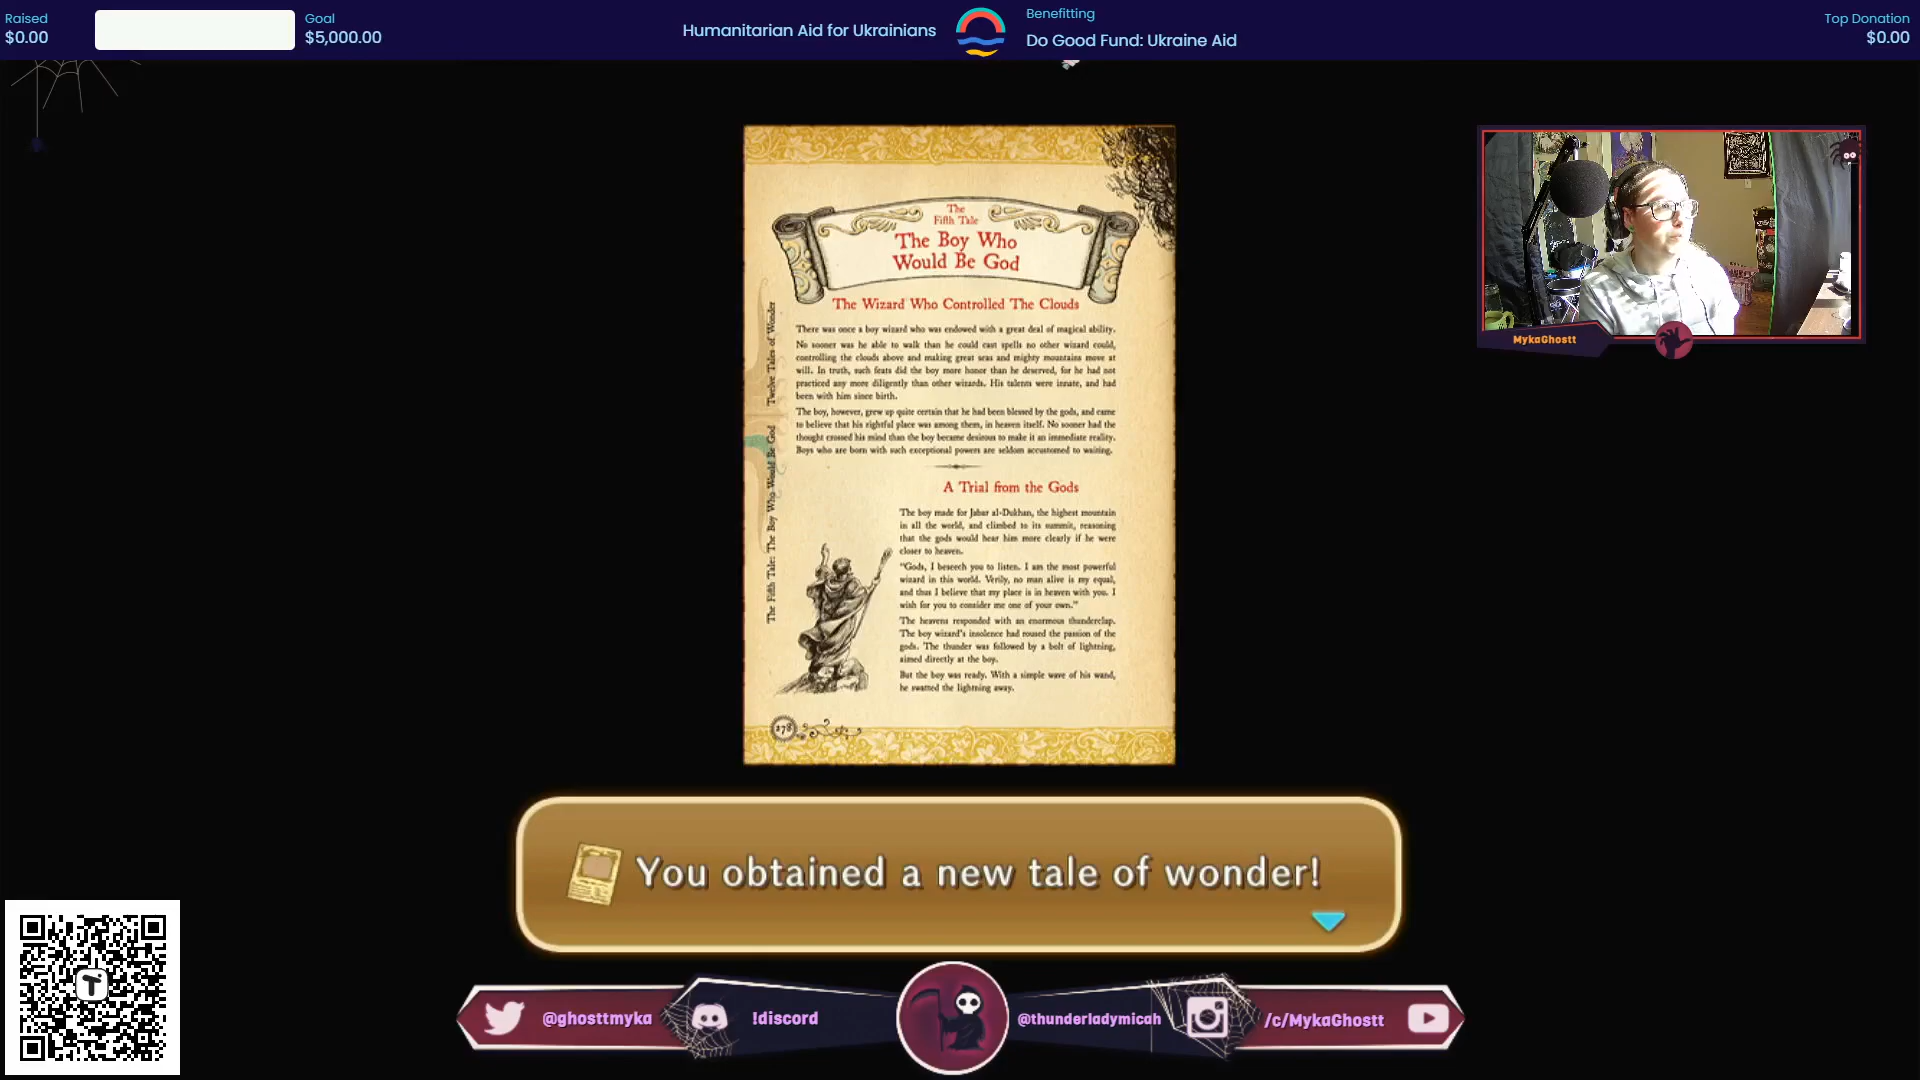 Raised
$0.00
Goal
$5,000.00
Humanitarian Aid for Ukrainians
Benefitting
Do Good Fund: Ukraine Aid
Top Donation
$0.00
The
Fifth Tale
The Boy Who
Would Be God
The Wizard Who Controlled The Clouds
There was once a boy wizard who was endowed with a great deal of magical ability.
No sooner was he able to walk than he could cast spells no other wizard could,
controlling the clouds above and making great seas and mighty mountains move at
will. In truth, such feats did the boy more honor than he deserved, for he had not
practiced any more diligently than other wizards. His talents were innate, and had
been with him since birth.
The boy, however, grew up quite certain that he had been blessed by the gods, and came
to believe that his rightful place was among them, in heaven itself. No sooner had the
thought crossed his mind than the boy became desirous to make it an immediate reality.
Boys who are born with such exceptional powers are seldom accustomed to waiting.
A Trial from the Gods
The boy made for Jabar al-Dukhan, the highest mountain
in all the world, and climbed to its summit, reasoning
that the gods would hear him more clearly if he were
closer to heaven.
"Gods, I beseech you to listen. I am the most powerful
wizard in this world. Verily, no man alive is my equal,
and thus I believe that my place is in heaven with you. I
wish for you to consider me one of your own."
The heavens responded with an enormous thunderclap.
The boy wizard's insolence had roused the passion of the
gods. The thunder was followed by a bolt of lightning,
aimed directly at the boy.
But the boy was ready. With a simple wave of his wand,
he swatted the lightning away.
The Fifth Tale: The Boy Who Would Be God Twelve Tales of Wonder
278
MykaGhostt
You obtained a new tale of wonder!
T
@ghosttmyka
!discord
@thunderladymicah
/c/MykaGhostt